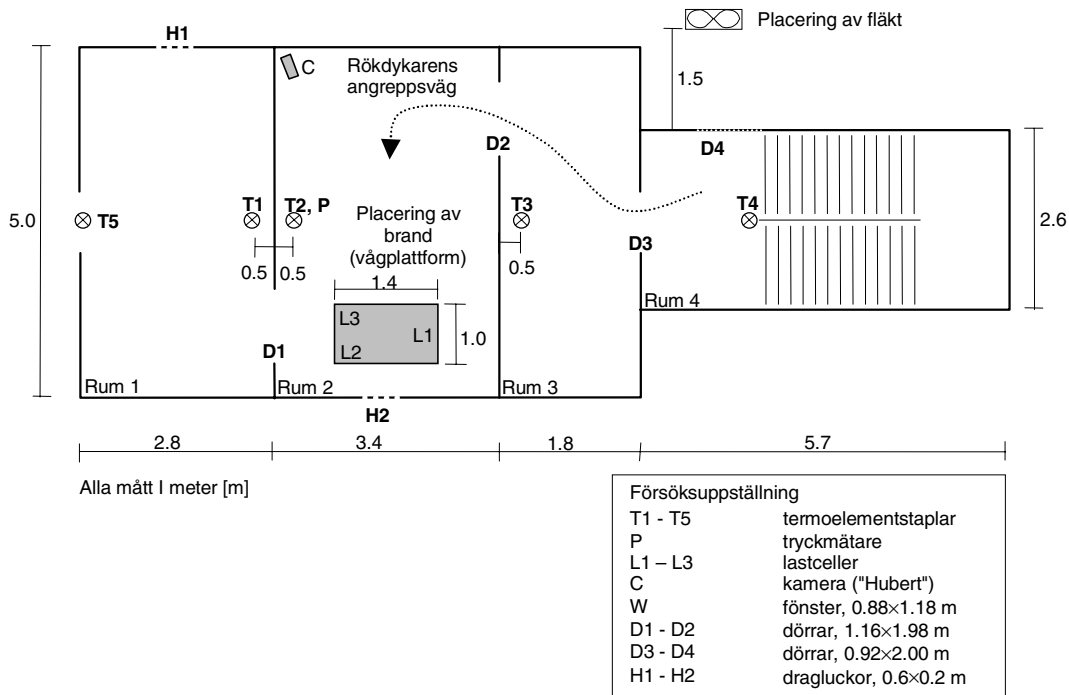 H1
Placering av fläkt
C
Rökdykarens
angreppsväg
1.5
D2
D4
5.0
T5
T1
T2, P
T3
T4
2.6
Placering av
brand
(vågplattform)
D3
0.5
0.5
0.5
1.4
L3
L1
L2
1.0
D1
Rum 4
Rum 1
Rum 2
Rum 3
H2
2.8
3.4
1.8
5.7
Alla mått I meter [m]
Försöksuppställning
T1 - T5 termoelementstaplar
P tryckmätare
L1 – L3 lastceller
C kamera ("Hubert")
W fönster, 0.88×1.18 m
D1 - D2 dörrar, 1.16×1.98 m
D3 - D4 dörrar, 0.92×2.00 m
H1 - H2 dragluckor, 0.6×0.2 m